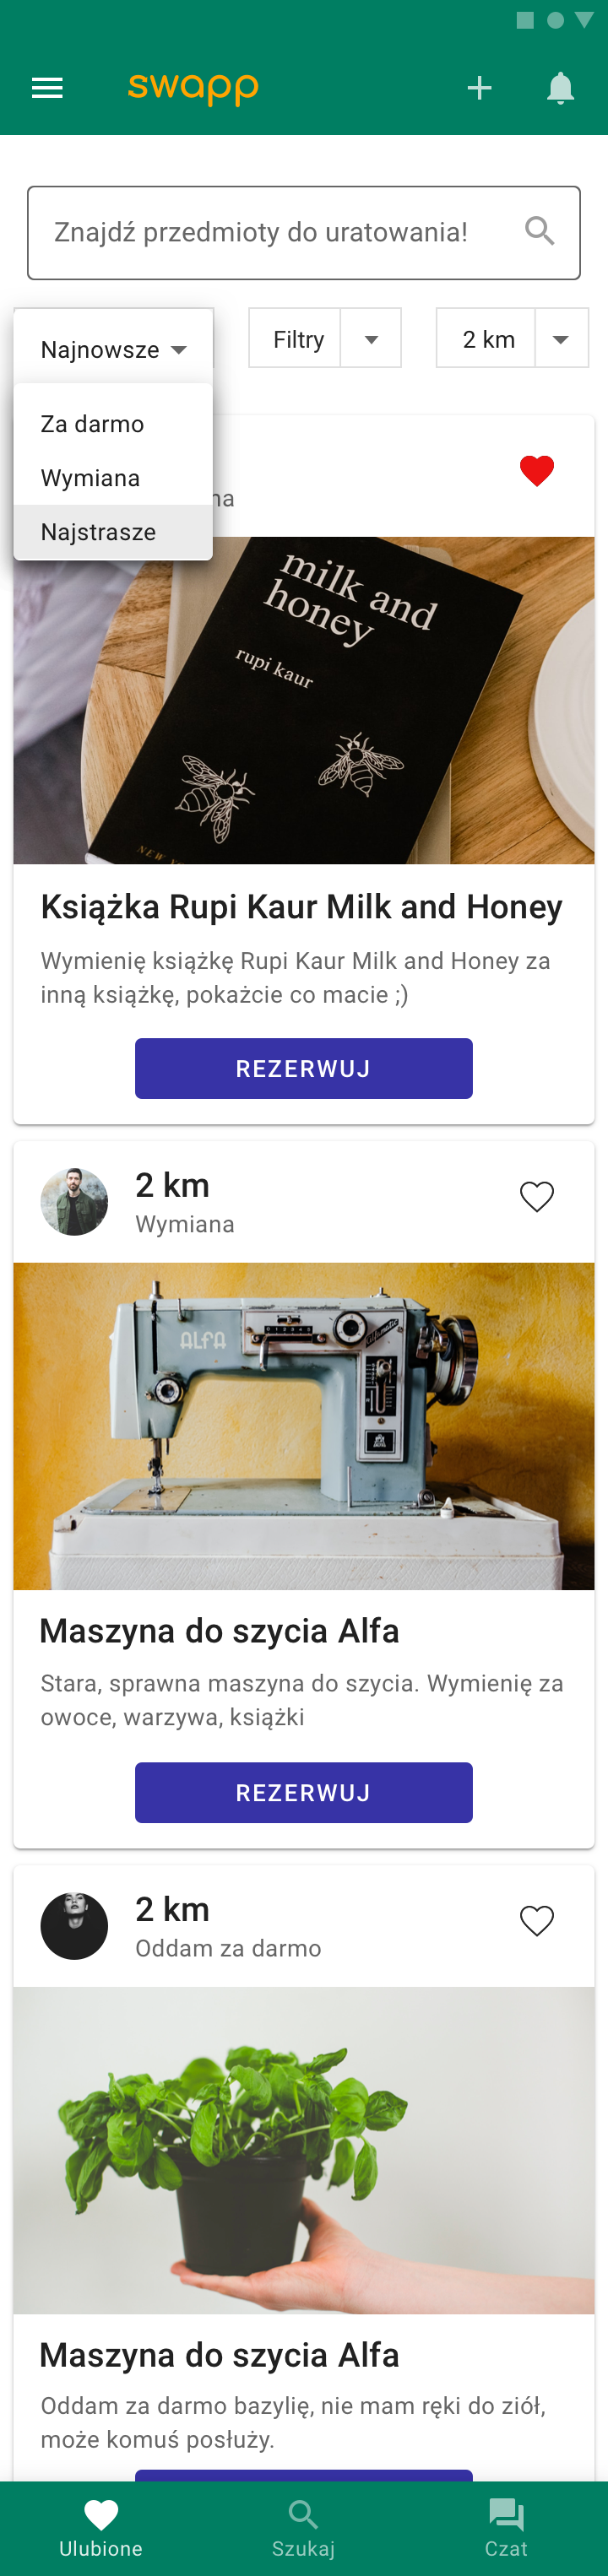 swapp
Znajdź przedmioty do uratowania!
Najnowsze
Filtry
2 km
Za darmo
Wymiana
Najstrasze
na
milk and
honey
rupi kaur
Książka Rupi Kaur Milk and Honey
Wymienię książkę Rupi Kaur Milk and Honey za
inną książkę, pokażcie co macie ;)
REZERWUJ
2 km
Wymiana
ALFA
Maszyna do szycia Alfa
Stara, sprawna maszyna do szycia. Wymienię za
owoce, warzywa, książki
REZERWUJ
2 km
Oddam za darmo
Maszyna do szycia Alfa
Oddam za darmo bazylię, nie mam ręki do ziół,
może komuś posłuży.
Ulubione
Szukaj
Czat